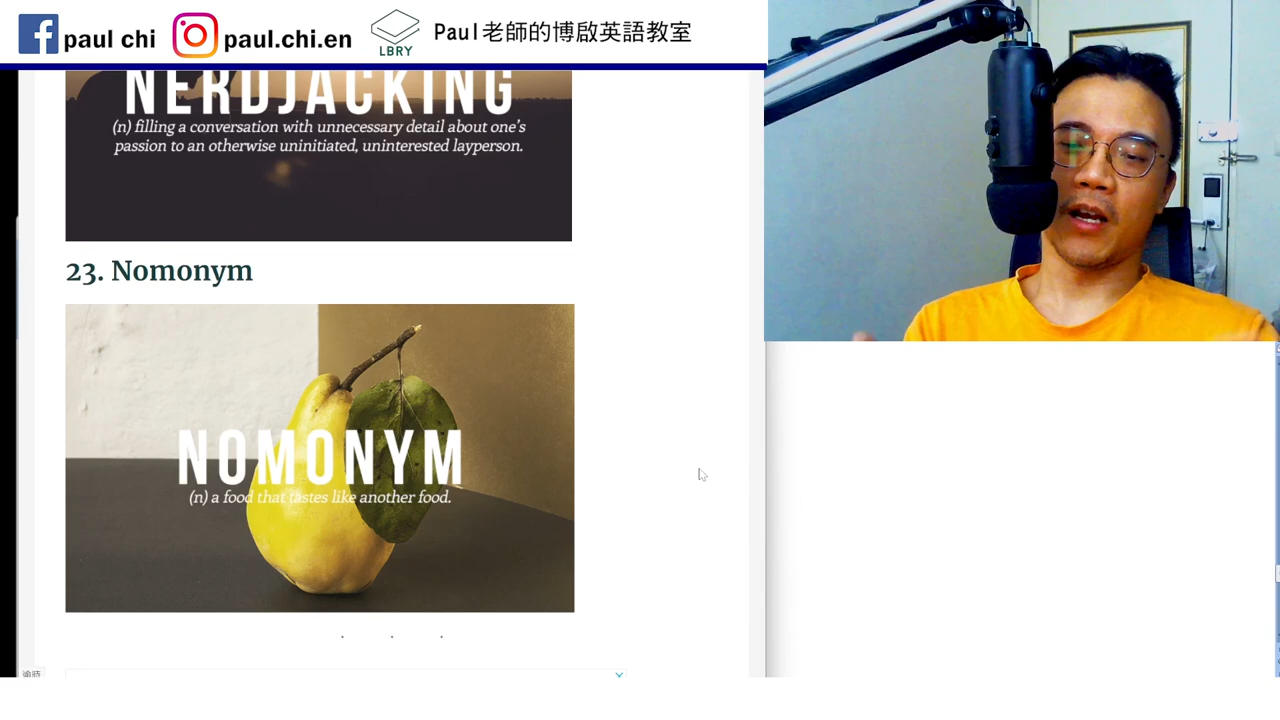 paul chi
paul.chi.en
LBRY
Paul老師的博啟英語教室
NERDJACKING
(n) filling a conversation with unnecessary detail about one's
passion to an otherwise uninitiated, uninterested layperson.
23. Nomonym
NOMONYM
(n) a food that tastes like another food.